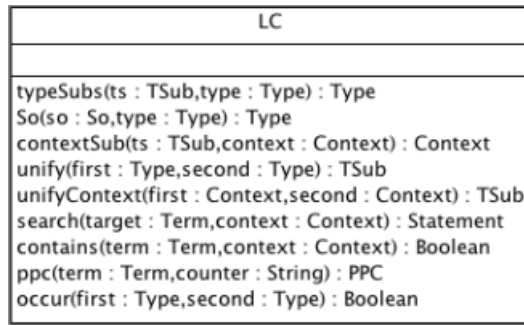 LC
typeSubs(ts : TSub,type : Type) : Type
So(so : So,type : Type) : Type
contextSub(ts : TSub,context : Context) : Context
unify(first : Type,second : Type) : TSub
unifyContext(first : Context,second : Context) : TSub
search(target : Term,context : Context) : Statement
contains(term : Term,context : Context) : Boolean
ppc(term : Term,counter : String) : PPC
occur(first : Type,second : Type) : Boolean